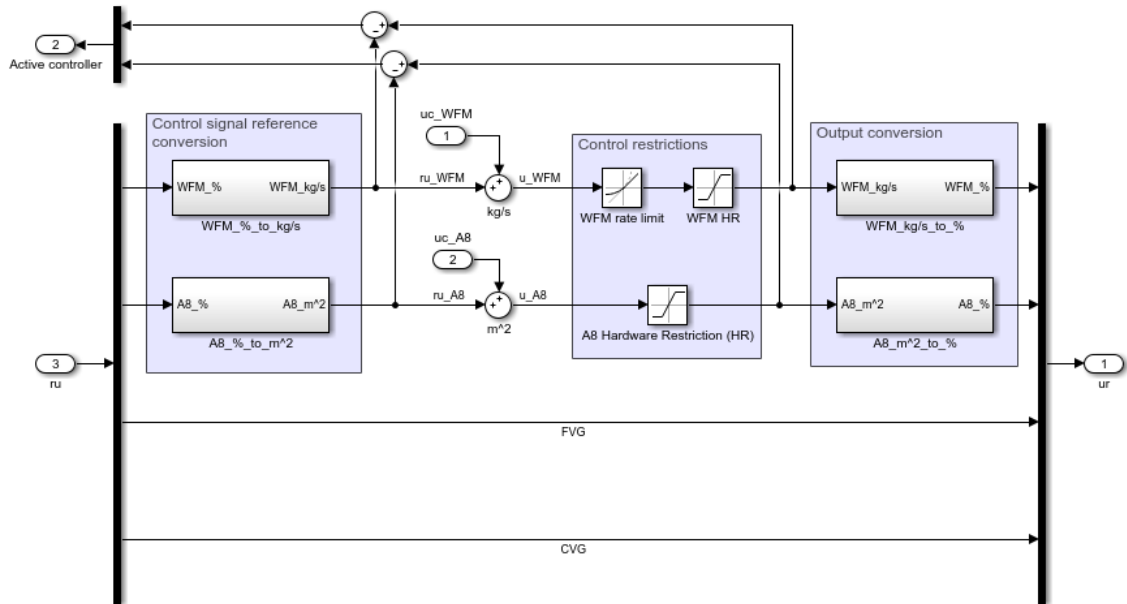 2
Active controller
Control signal reference
conversion
uc_WFM
1
Control restrictions
Output conversion
WFM_%
WFM_kg/s
ru_WFM
u_WFM
WFM_kg/s
WFM_%
WFM_%_to_kg/s
kg/s
WFM rate limit
WFM HR
WFM_kg/s_to_%
uc_A8
2
A8_%
A8_m^2
ru_A8
u_A8
A8_m^2
A8_%
A8_%_to_m^2
m^2
A8 Hardware Restriction (HR)
A8_m^2_to_%
3
ru
1
ur
FVG
CVG